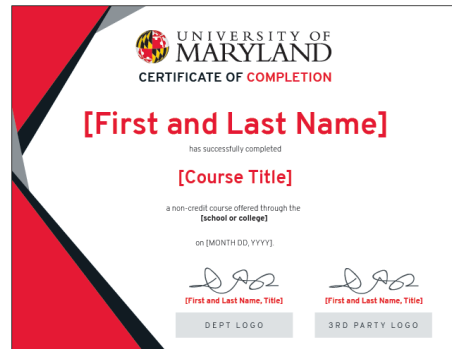 UNIVERSITY OF
MARYLAND
CERTIFICATE OF COMPLETION
[First and Last Name]
has successfully completed
[Course Title]
a non-credit course offered through the
[school or college]
on [MONTH DD, YYYY].
[First and Last Name, Title]
[First and Last Name, Title]
DEPT LOGO
3RD PARTY LOGO